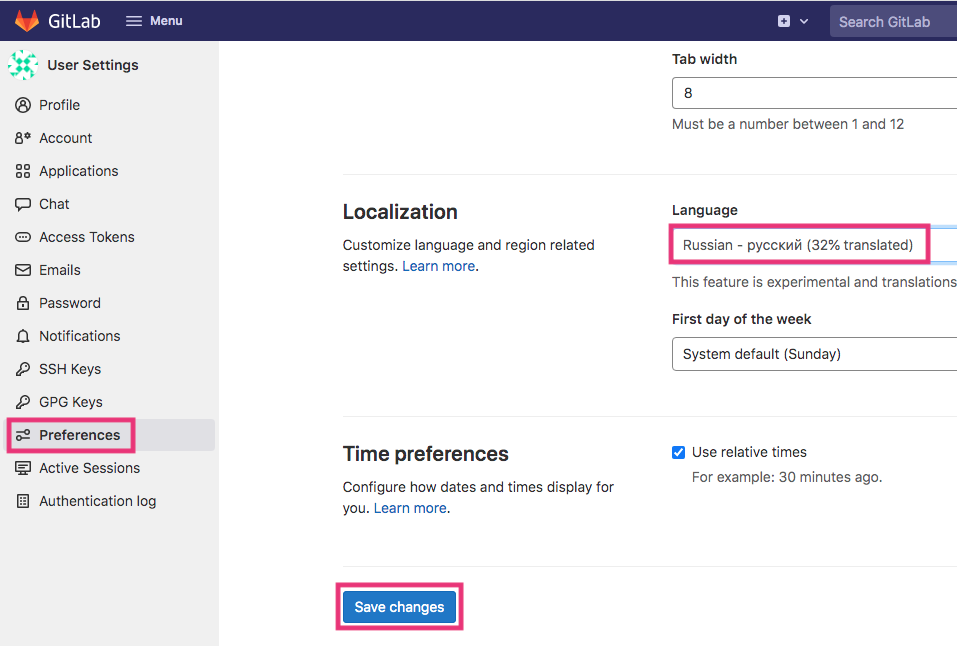 GitLab
Menu
Search GitLab
User Settings
Profile
Account
Applications
Chat
Access Tokens
Emails
Password
Notifications
SSH Keys
GPG Keys
Preferences
Active Sessions
Authentication log
Tab width
8
Must be a number between 1 and 12
Localization
Customize language and region related
settings. Learn more.
Language
Russian - русский (32% translated)
This feature is experimental and translations
First day of the week
System default (Sunday)
Time preferences
Configure how dates and times display for
you. Learn more.
Use relative times
For example: 30 minutes ago.
Save changes